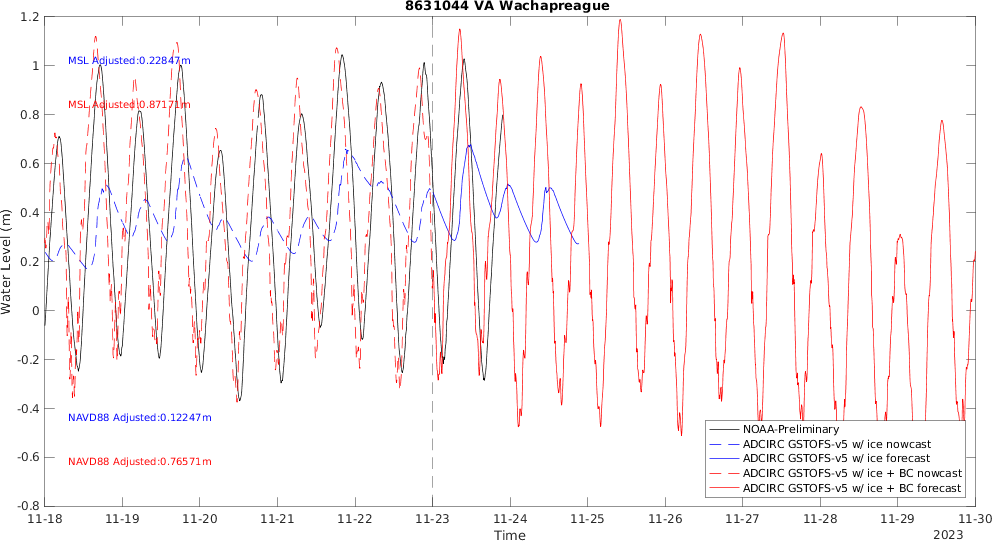 8631044 VA Wachapreague
1.2
1
0.8
0.6
0.4
0.2
0
-0.2
-0.4
-0.6
-0.8
Water Level (m)
MSL Adjusted:0.22847m
MSL Adjusted:0.87171m
NAVD88 Adjusted:0.12247m
NAVD88 Adjusted:0.76571m
NOAA-Preliminary
ADCIRC GSTOFS-v5 w/ ice nowcast
ADCIRC GSTOFS-v5 w/ ice forecast
ADCIRC GSTOFS-v5 w/ ice + BC nowcast
ADCIRC GSTOFS-v5 w/ ice + BC forecast
11-18 11-19 11-20 11-21 11-22 11-23 11-24 11-25 11-26 11-27 11-28 11-29 11-30
Time
2023